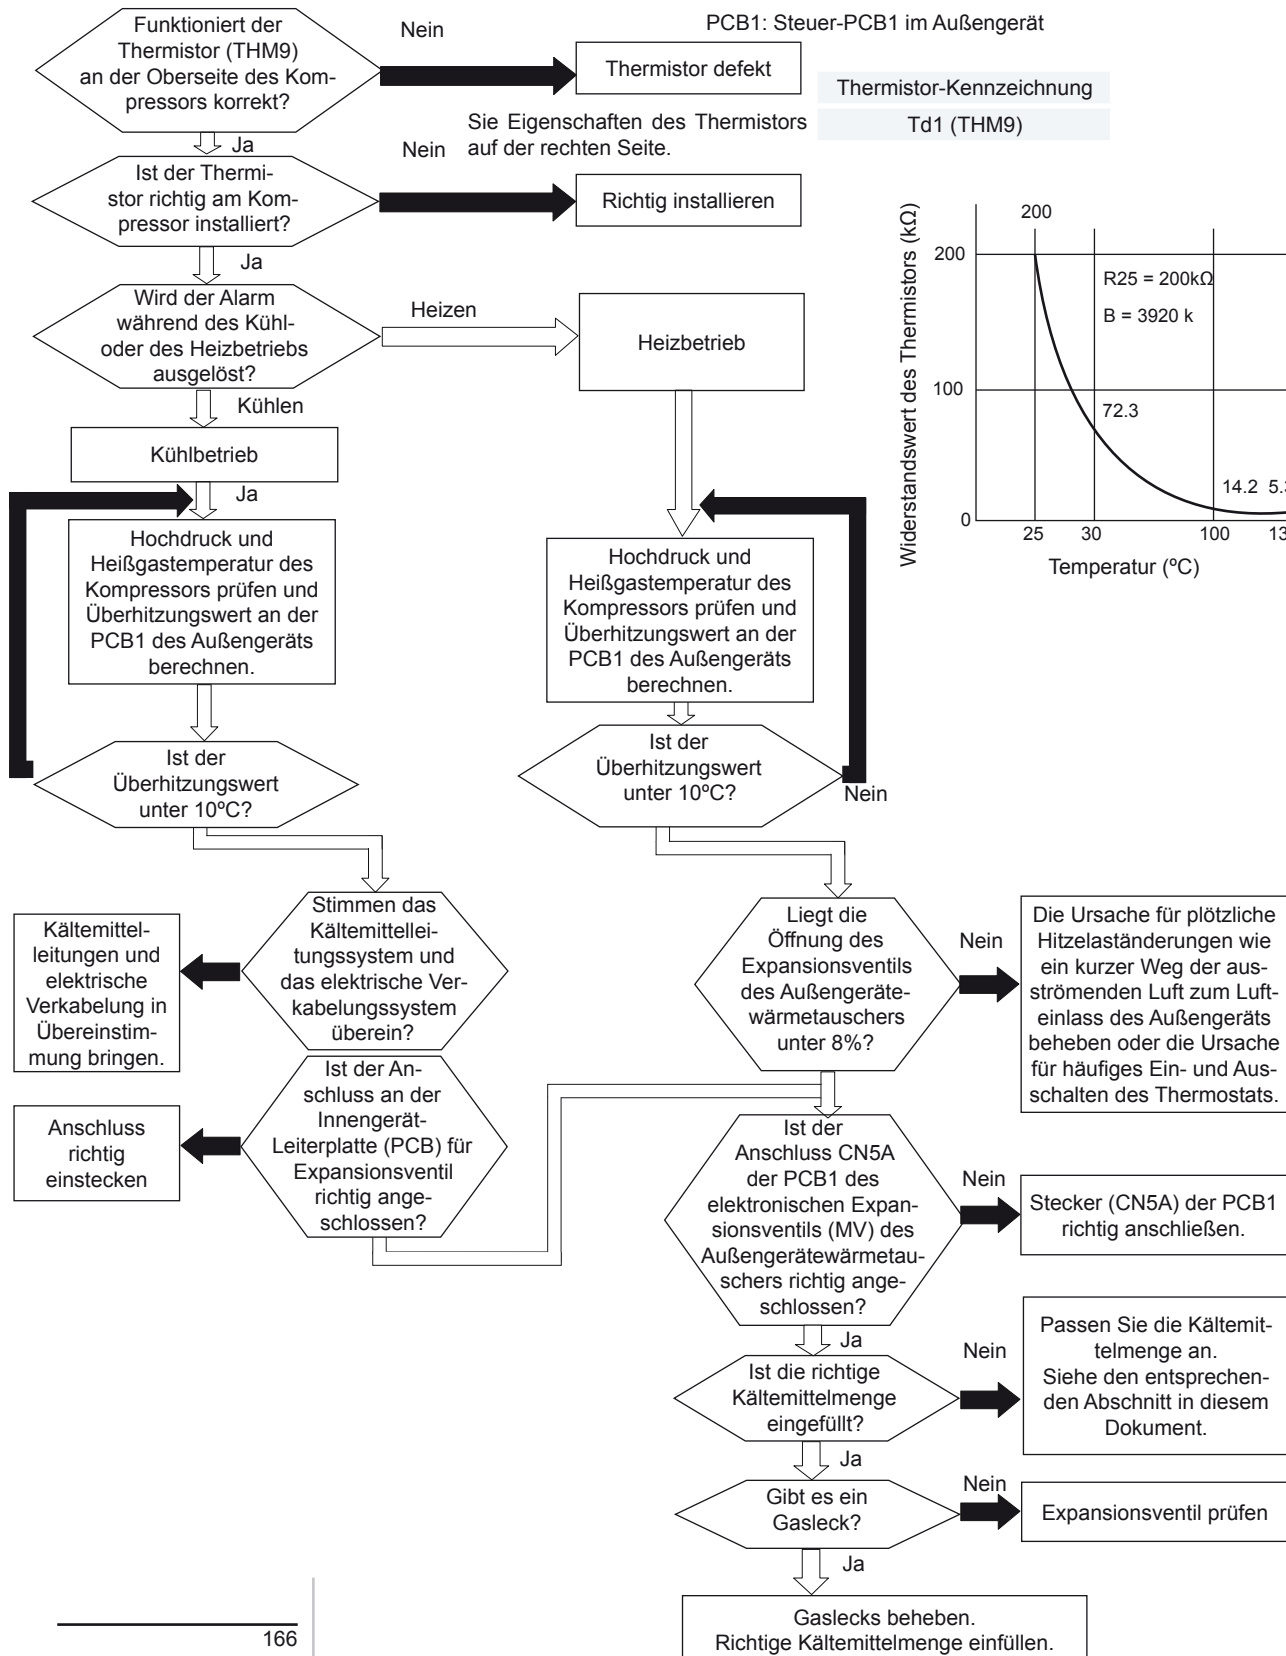 PCB1: Steuer-PCB1 im Außengerät
Funktioniert der
Thermistor (THM9)
an der Oberseite des Kom-
pressors korrekt?
Nein
Thermistor defekt
Thermistor-Kennzeichnung
Td1 (THM9)
Sie Eigenschaften des Thermistors
auf der rechten Seite.
Ja
Ist der Thermi-
stor richtig am Kom-
pressor installiert?
Nein
Richtig installieren
Ja
Wird der Alarm
während des Kühl-
oder des Heizbetriebs
ausgelöst?
Heizen
Heizbetrieb
Kühlen
Kühlbetrieb
Ja
Widerstandswert des Thermistors (kΩ)
200
200
R25 = 200kΩ
B = 3920 k
100
72.3
14.2 5.3
0
25 30 100 13
Temperatur (ºC)
Hochdruck und
Heißgastemperatur des
Kompressors prüfen und
Überhitzungswert an der
PCB1 des Außengeräts
berechnen.
Hochdruck und
Heißgastemperatur des
Kompressors prüfen und
Überhitzungswert an der
PCB1 des Außengeräts
berechnen.
Ist der
Überhitzungswert
unter 10ºC?
Ist der
Überhitzungswert
unter 10ºC?
Nein
Stimmen das
Kältemittellei-
tungssystem und
das elektrische Ver-
kabelungssystem
überein?
Kältemittel-
leitungen und
elektrische
Verkabelung in
Übereinstim-
mung bringen.
Liegt die
Öffnung des
Expansionsventils
des Außengeräte-
wärmetauschers
unter 8%?
Nein
Die Ursache für plötzliche
Hitzelaständerungen wie
ein kurzer Weg der aus-
strömenden Luft zum Luft-
einlass des Außengeräts
beheben oder die Ursache
für häufiges Ein- und Aus-
schalten des Thermostats.
Ist der An-
schluss an der
Innengerät-
Leiterplatte (PCB) für
Expansionsventil
richtig ange-
schlossen?
Anschluss
richtig
einstecken
Ist der
Anschluss CN5A
der PCB1 des
elektronischen Expan-
sionsventils (MV) des
Außengerätewärmetau-
schers richtig ange-
schlossen?
Nein
Stecker (CN5A) der PCB1
richtig anschließen.
Ja
Ist die richtige
Kältemittelmenge
eingefüllt?
Nein
Passen Sie die Kältemit-
telmenge an.
Siehe den entsprechen-
den Abschnitt in diesem
Dokument.
Ja
Gibt es ein
Gasleck?
Nein
Expansionsventil prüfen
Ja
Gaslecks beheben.
Richtige Kältemittelmenge einfüllen.
166